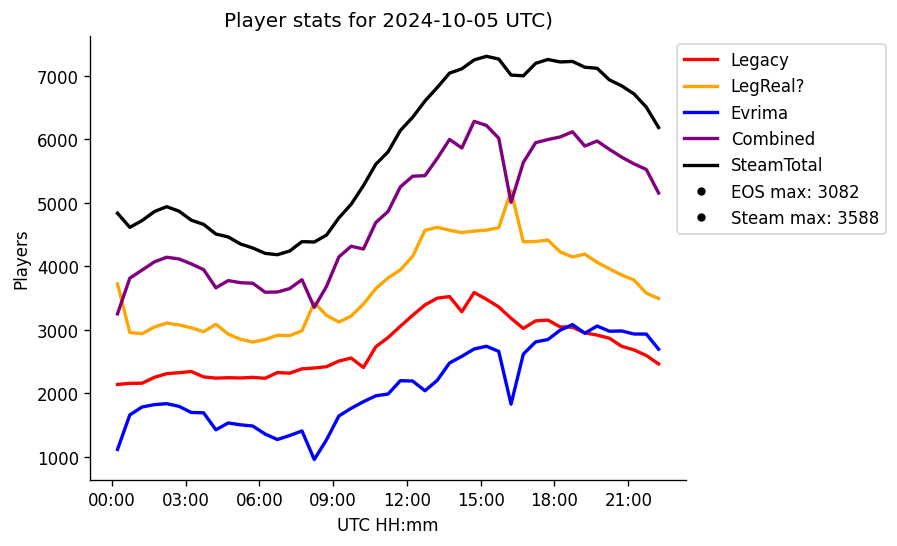 Player stats for 2024-10-05 UTC)
Players
7000
6000
5000
4000
3000
2000
1000
00:00 03:00 06:00 09:00 12:00 15:00 18:00 21:00
UTC HH:mm
Legacy
LegReal?
Evrima
Combined
SteamTotal
EOS max: 3082
Steam max: 3588